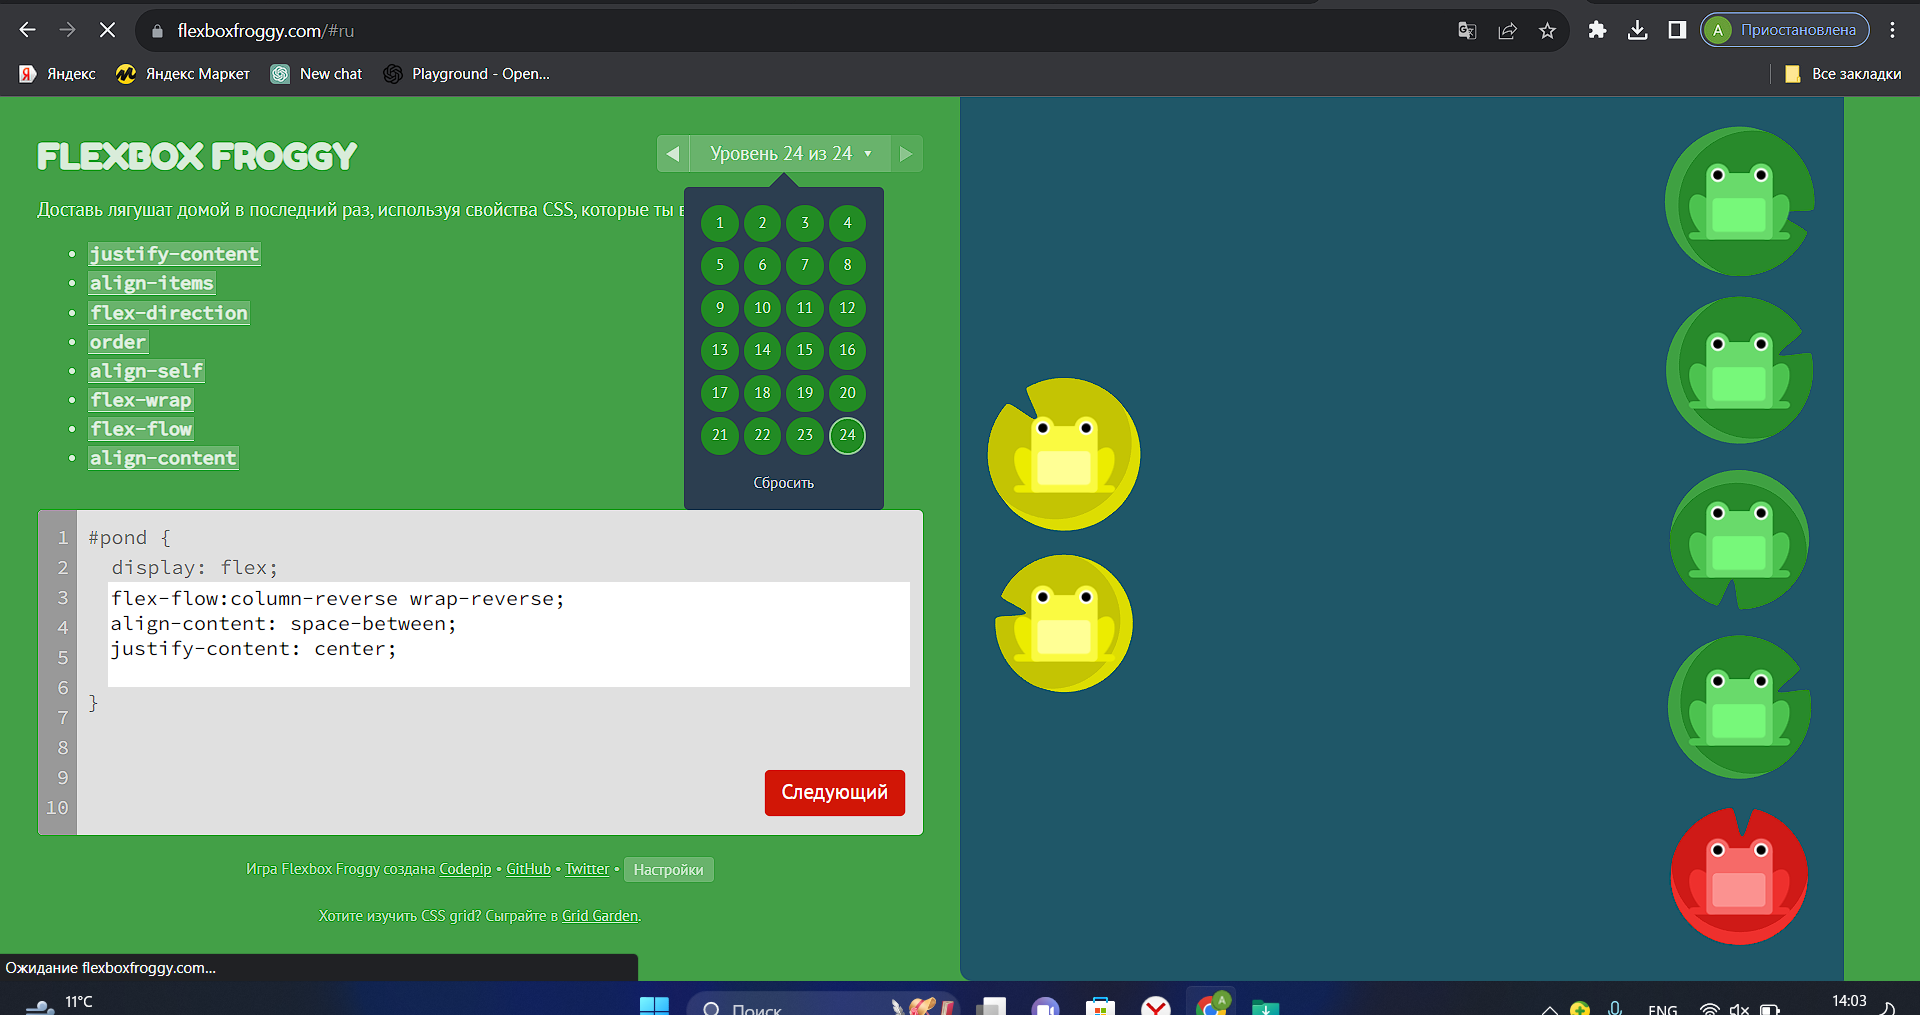 flexboxfroggy.com/#ru
A Приостановлена
Яндекс Яндекс Маркет New chat Playground - Open... Все закладки
FLEXBOX FROGGY
Уровень 24 из 24
Доставь лягушат домой в последний раз, используя свойства CSS, которые ты
1 2 3 4
5 6 7 8
9 10 11 12
13 14 15 16
17 18 19 20
21 22 23 24
Сбросить
justify-content
align-items
flex-direction
order
align-self
flex-wrap
flex-flow
align-content
1 #pond {
2 display: flex;
3 flex-flow:column-reverse wrap-reverse;
4 align-content: space-between;
5 justify-content: center;
6
7 }
8
9
10
Следующий
Игра Flexbox Froggy создана Codepip • GitHub • Twitter • Настройки
Хотите изучить CSS grid? Сыграйте в Grid Garden.
Ожидание flexboxfroggy.com...
11°C
Поиск
A
ENG
14:03